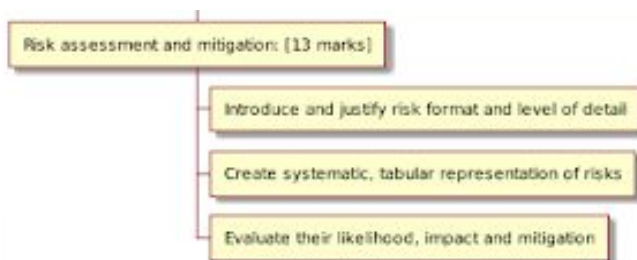 Risk assessment and mitigation: [13 marks]
Introduce and justify risk format and level of detail
Create systematic, tabular representation of risks
Evaluate their likelihood, impact and mitigation